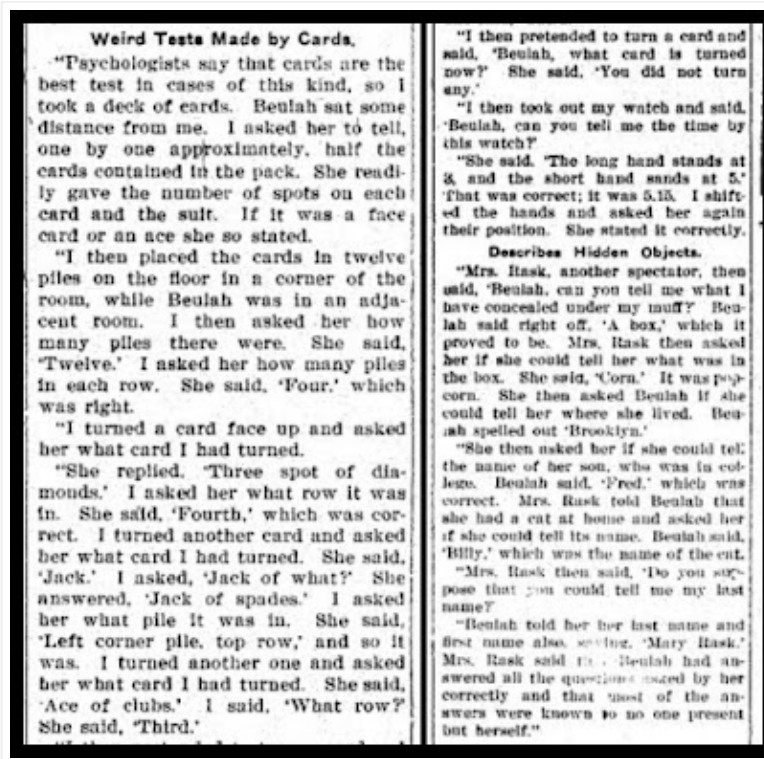 Weird Tests Made by Cards.
"Psychologists say that cards are the
best test in cases of this kind, so I
took a deck of cards. Beulah sat some
distance from me. I asked her to tell,
one by one approximately, half the
cards contained in the pack. She readi-
ly gave the number of spots on each
card and the suit. If it was a face
card or an ace she so stated.
"I then placed the cards in twelve
piles on the floor in a corner of the
room, while Beulah was in an adja-
cent room. I then asked her how
many piles there were. She said,
'Twelve.' I asked her how many piles
in each row. She said, 'Four.' which
was right.
"I turned a card face up and asked
her what card I had turned.
"She replied, 'Three spot of dia-
monds.' I asked her what row it was
in. She said, 'Fourth,' which was cor-
rect. I turned another card and asked
her what card I had turned. She said,
'Jack.' I asked, 'Jack of what?' She
answered, 'Jack of spades.' I asked
her what pile it was in. She said,
'Left corner pile, top row,' and so it
was. I turned another one and asked
her what card I had turned. She said,
'Ace of clubs.' I said, 'What row?'
She said, 'Third.'
"I then pretended to turn a card and
said, 'Beulah, what card is turned
now?' She said, 'You did not turn
any.'
"I then took out my watch and said,
'Beulah, can you tell me the time by
this watch?'
"She said, 'The long hand stands at
3, and the short hand sands at 5.'
That was correct; it was 5.15. I shift-
ed the hands and asked her again
their position. She stated it correctly.
Describes Hidden Objects.
"Mrs. Rask, another spectator, then
said, 'Beulah, can you tell me what I
have concealed under my muff?' Beu-
lah said right off, 'A box,' which it
proved to be. Mrs. Rask then asked
her if she could tell her what was in
the box. She said, 'Corn.' It was pop-
corn. She then asked Beulah if she
could tell her where she lived. Beu-
lah spelled out 'Brooklyn.'
"She then asked her if she could tell
the name of her son, who was in col-
lege. Beulah said, 'Fred,' which was
correct. Mrs. Rask told Beulah that
she had a cat at home and asked her
if she could tell its name. Beulah said,
'Billy,' which was the name of the cat.
"Mrs. Rask then said, 'Do you sup-
pose that you could tell me my last
name?'
"Beulah told her her last name and
first name also, saying, 'Mary Rask.'
Mrs. Rask said Beulah had an-
swered all the questions asked by her
correctly and that most of the an-
swers were known to no one present
but herself."